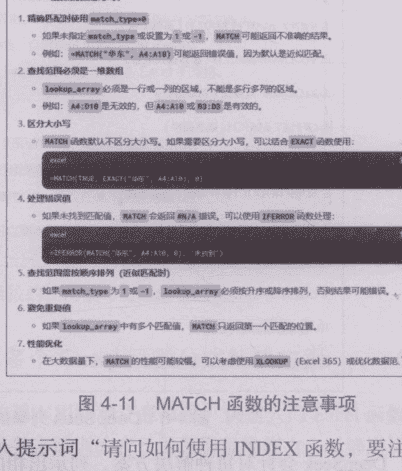 1. 精确匹配时使用 match_type=0
如果未指定 match_type 或设置为 1 或 -1，MATCH 可能返回不准确的结果。
例如：=MATCH("华东", A4:A10) 可能返回错误值，因为默认是近似匹配。
2. 查找范围必须是一维数组
lookup_array 必须是一行或一列的区域，不能是多行多列的区域。
例如：A4:D10 是无效的，但 A4:A10 或 B3:D3 是有效的。
3. 区分大小写
MATCH 函数默认不区分大小写。如果需要区分大小写，可以结合 EXACT 函数使用：
excel
=MATCH(TRUE, EXACT("华东", A4:A10), 0)
4. 处理错误值
如果未找到匹配值，MATCH 会返回 #N/A 错误。可以使用 IFERROR 函数处理：
excel
=IFERROR(MATCH("华东", A4:A10, 0), "未找到")
5. 查找范围需按顺序排列（近似匹配时）
如果 match_type 为 1 或 -1，lookup_array 必须按升序或降序排列，否则结果可能错误。
6. 避免重复值
如果 lookup_array 中有多个匹配值，MATCH 只返回第一个匹配的位置。
7. 性能优化
在大数据量下，MATCH 的性能可能较慢。可以考虑使用 XLOOKUP（Excel 365）或优化数据范
图 4-11 MATCH 函数的注意事项
入提示词“请问如何使用 INDEX 函数，要注